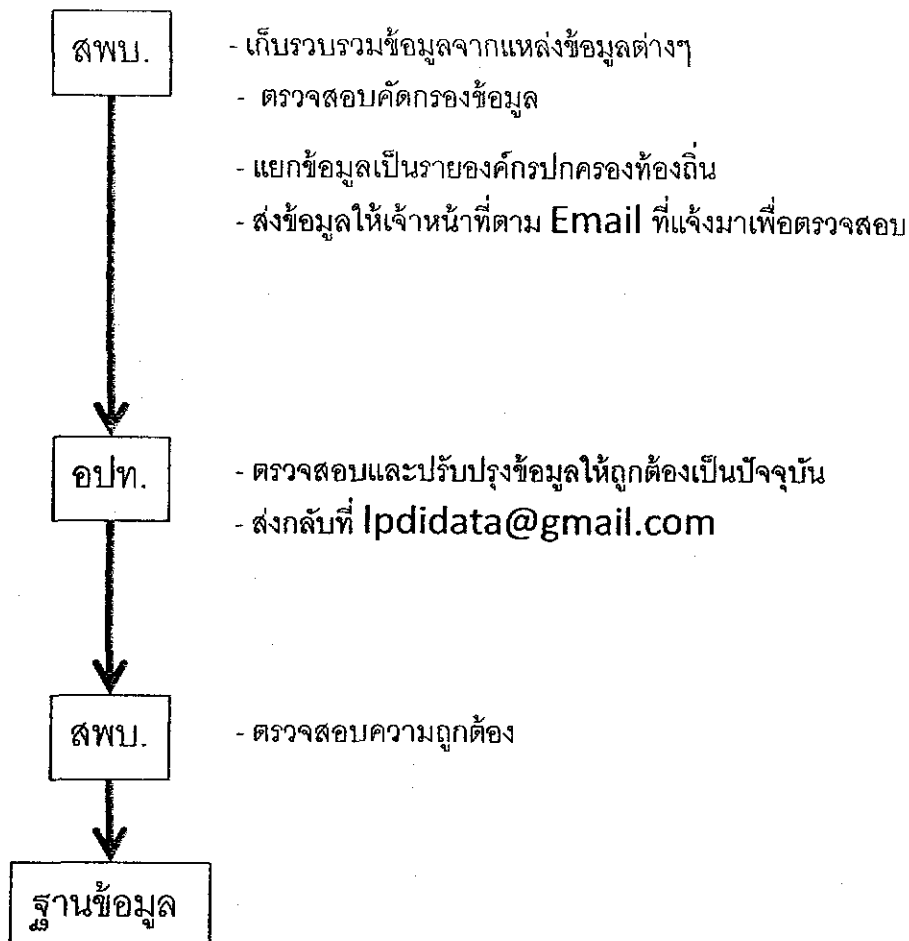 สพบ.
- เก็บรวบรวมข้อมูลจากแหล่งข้อมูลต่างๆ
- ตรวจสอบคัดกรองข้อมูล
- แยกข้อมูลเป็นรายองค์กรปกครองท้องถิ่น
- ส่งข้อมูลให้เจ้าหน้าที่ตาม Email ที่แจ้งมาเพื่อตรวจสอบ
อปท.
- ตรวจสอบและปรับปรุงข้อมูลให้ถูกต้องเป็นปัจจุบัน
- ส่งกลับที่ lpdidata@gmail.com
สพบ.
- ตรวจสอบความถูกต้อง
ฐานข้อมูล